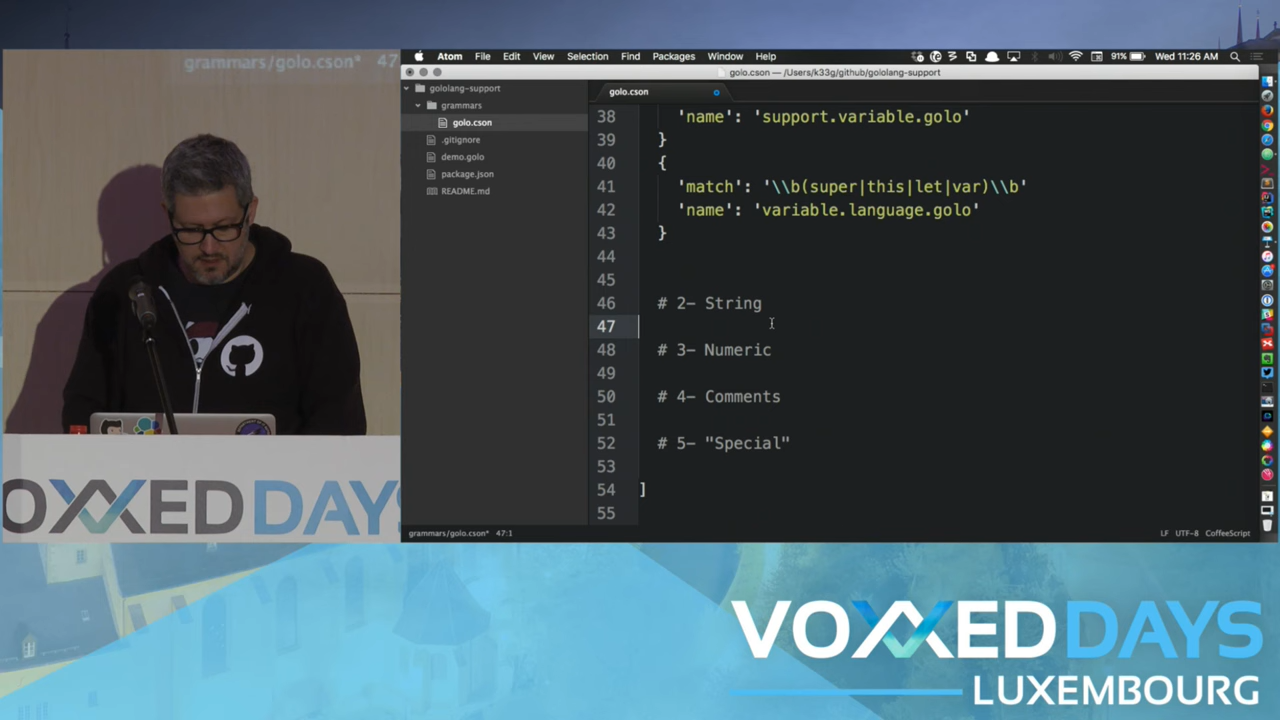 grammars/golo.cson* 47
Atom File Edit View Selection Find Packages Window Help
91% Wed 11:26 AM
golo.cson — /Users/k33g/github/gololang-support
gololang-support
grammars
golo.cson
.gitignore
demo.golo
package.json
README.md
golo.cson
38 'name': 'support.variable.golo'
39 }
40 {
41 'match': '\\b(super|this|let|var)\\b'
42 'name': 'variable.language.golo'
43 }
44
45
46 # 2- String
47
48 # 3- Numeric
49
50 # 4- Comments
51
52 # 5- "Special"
53
54 ]
55
grammars/golo.cson* 47:1
LF UTF-8 CoffeeScript
VOXXED DAYS
VOXXED DAYS
LUXEMBOURG